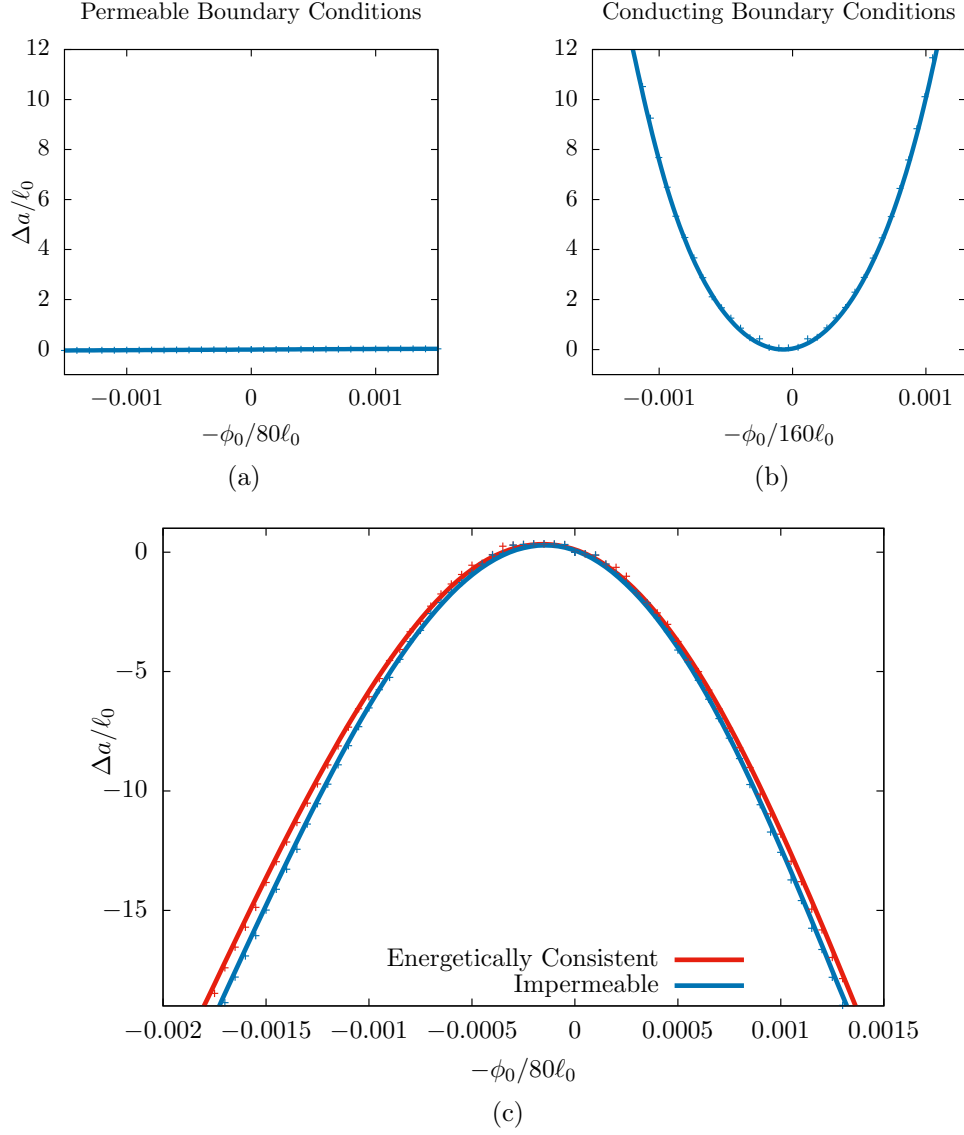 Permeable Boundary Conditions
Conducting Boundary Conditions
12
10
8
6
4
2
0
Δa/ℓ₀
−0.001
0
0.001
−ϕ₀/80ℓ₀
(a)
12
10
8
6
4
2
0
−0.001
0
0.001
−ϕ₀/160ℓ₀
(b)
0
−5
−10
−15
Δa/ℓ₀
Energetically Consistent
Impermeable
−0.002
−0.0015
−0.001
−0.0005
0
0.0005
0.001
0.0015
−ϕ₀/80ℓ₀
(c)